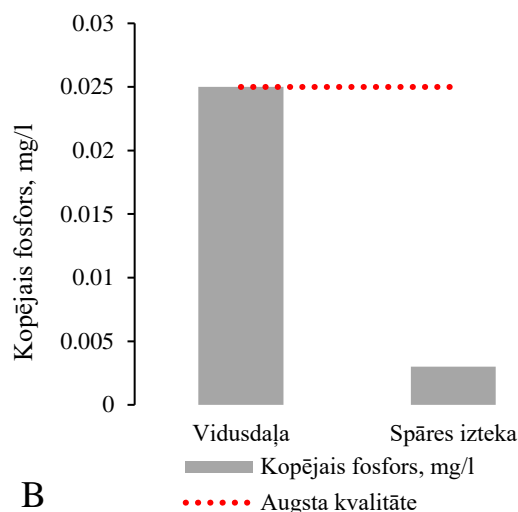 Kopējais fosfors, mg/l
0.03
0.025
0.02
0.015
0.01
0.005
0
Vidusdaļa
Spāres izteka
Kopējais fosfors, mg/l
Augsta kvalitāte
B